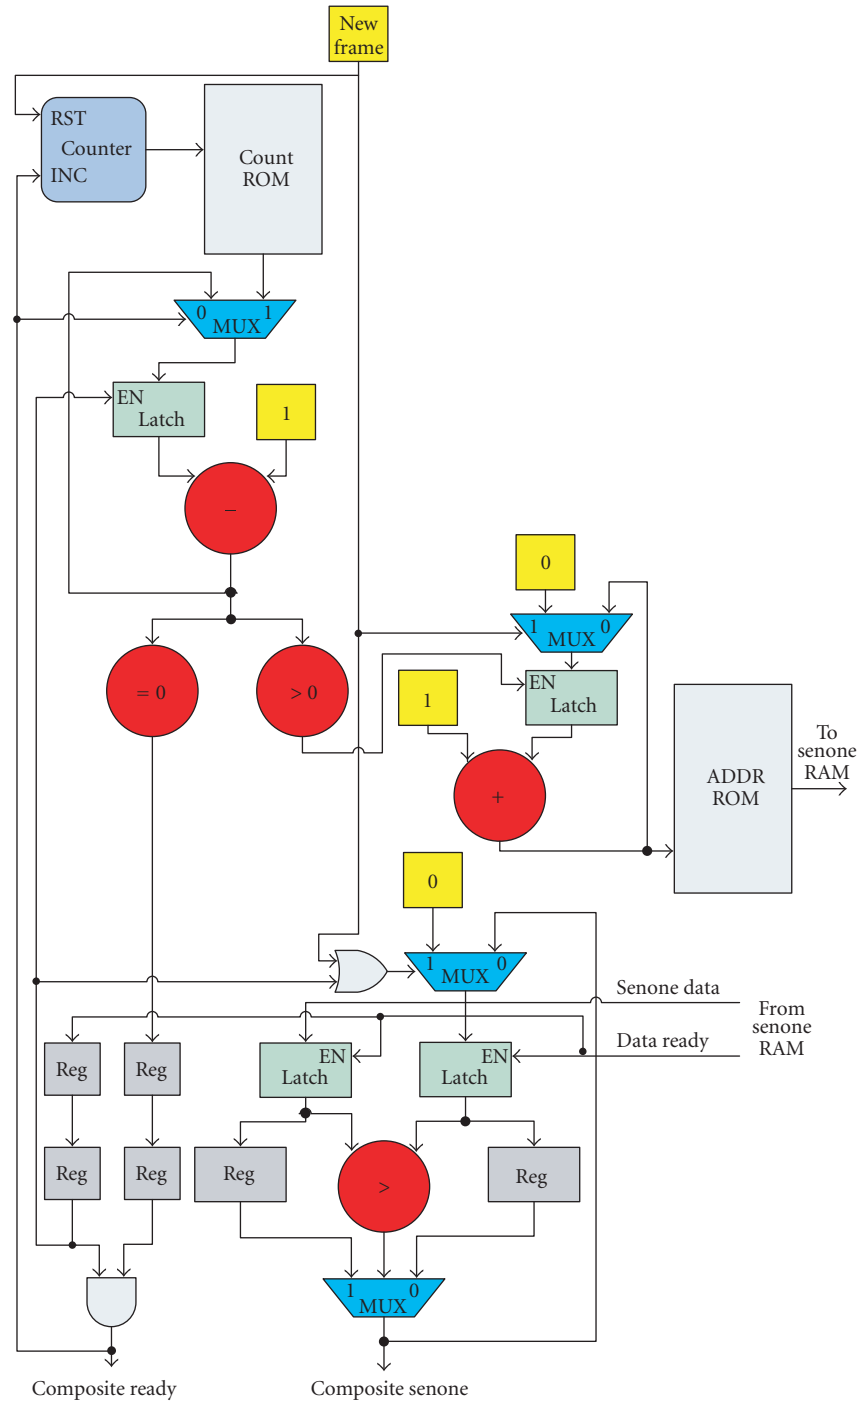 New
frame
RST
Counter
INC
Count
ROM
0
1
MUX
EN
Latch
1
−
0
1
0
MUX
= 0
> 0
EN
Latch
1
+
ADDR
ROM
To
senone
RAM
0
1
0
MUX
Senone data
From
senone
RAM
Data ready
Reg
Reg
EN
Latch
EN
Latch
Reg
Reg
Reg
>
Reg
1
0
MUX
Composite ready
Composite senone